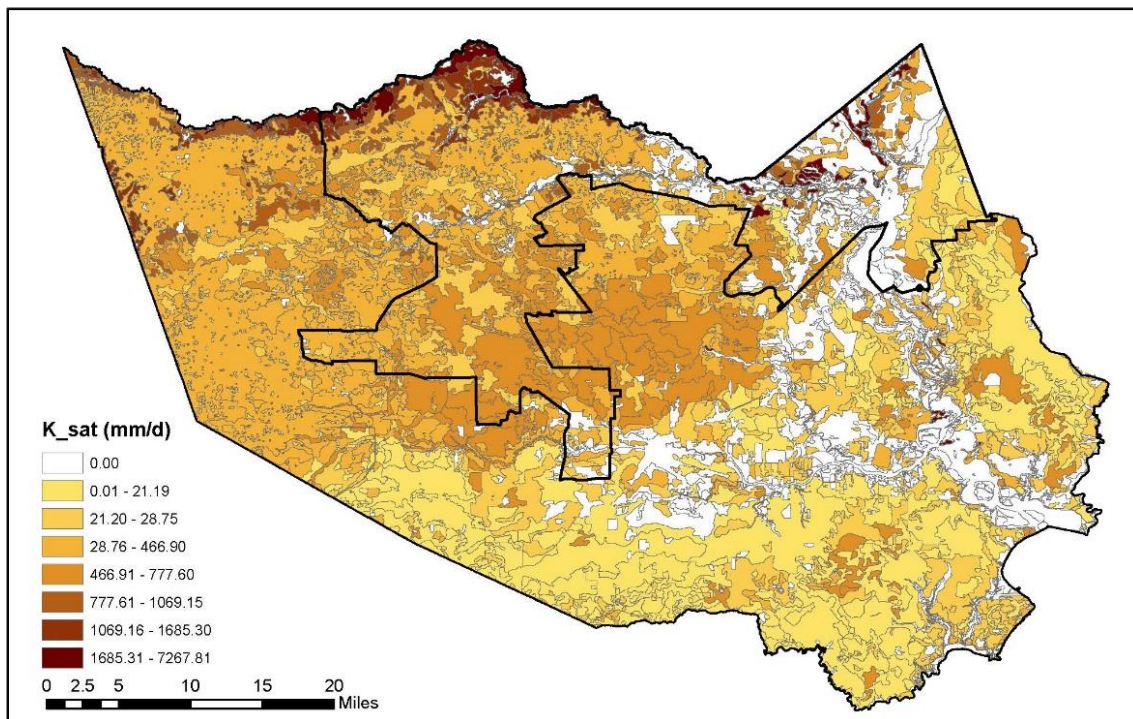 K_sat (mm/d)
0.00
0.01 - 21.19
21.20 - 28.75
28.76 - 466.90
466.91 - 777.60
777.61 - 1069.15
1069.16 - 1685.30
1685.31 - 7267.81
0 2.5 5 10 15 20
Miles